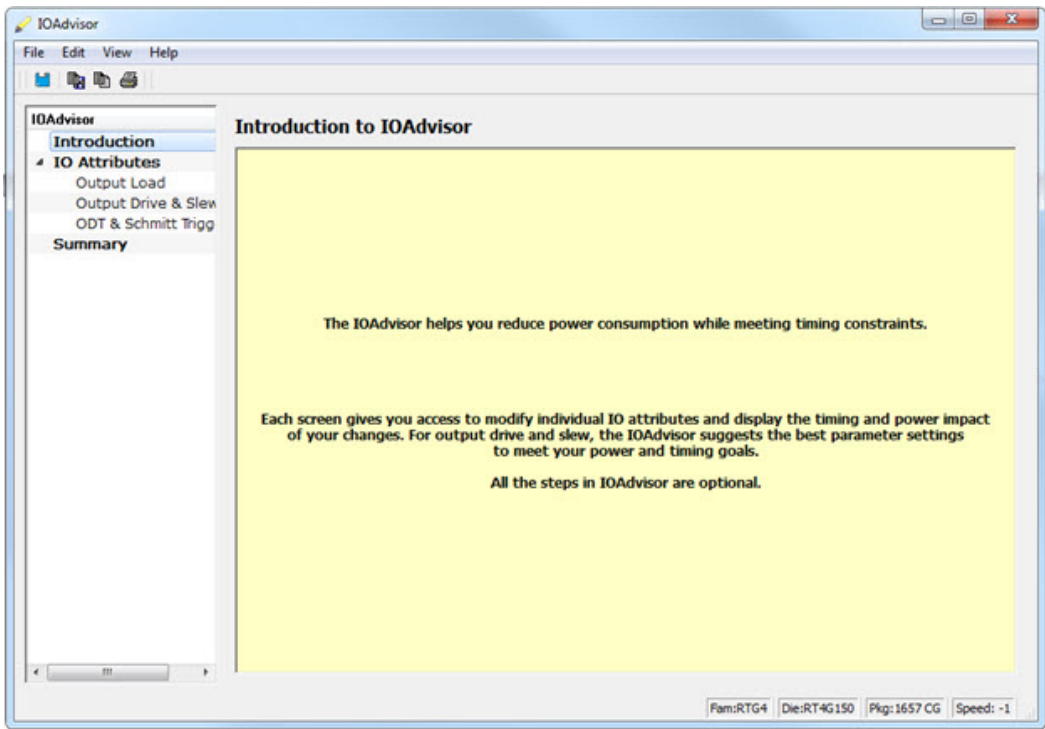 IOAdvisor
File Edit View Help
IOAdvisor
Introduction
IO Attributes
Output Load
Output Drive & Slew
ODT & Schmitt Trigg
Summary
Introduction to IOAdvisor
The IOAdvisor helps you reduce power consumption while meeting timing constraints.
Each screen gives you access to modify individual IO attributes and display the timing and power impact
of your changes. For output drive and slew, the IOAdvisor suggests the best parameter settings
to meet your power and timing goals.
All the steps in IOAdvisor are optional.
Fam:RTG4 Die:RT4G150 Pkg:1657 CG Speed: -1